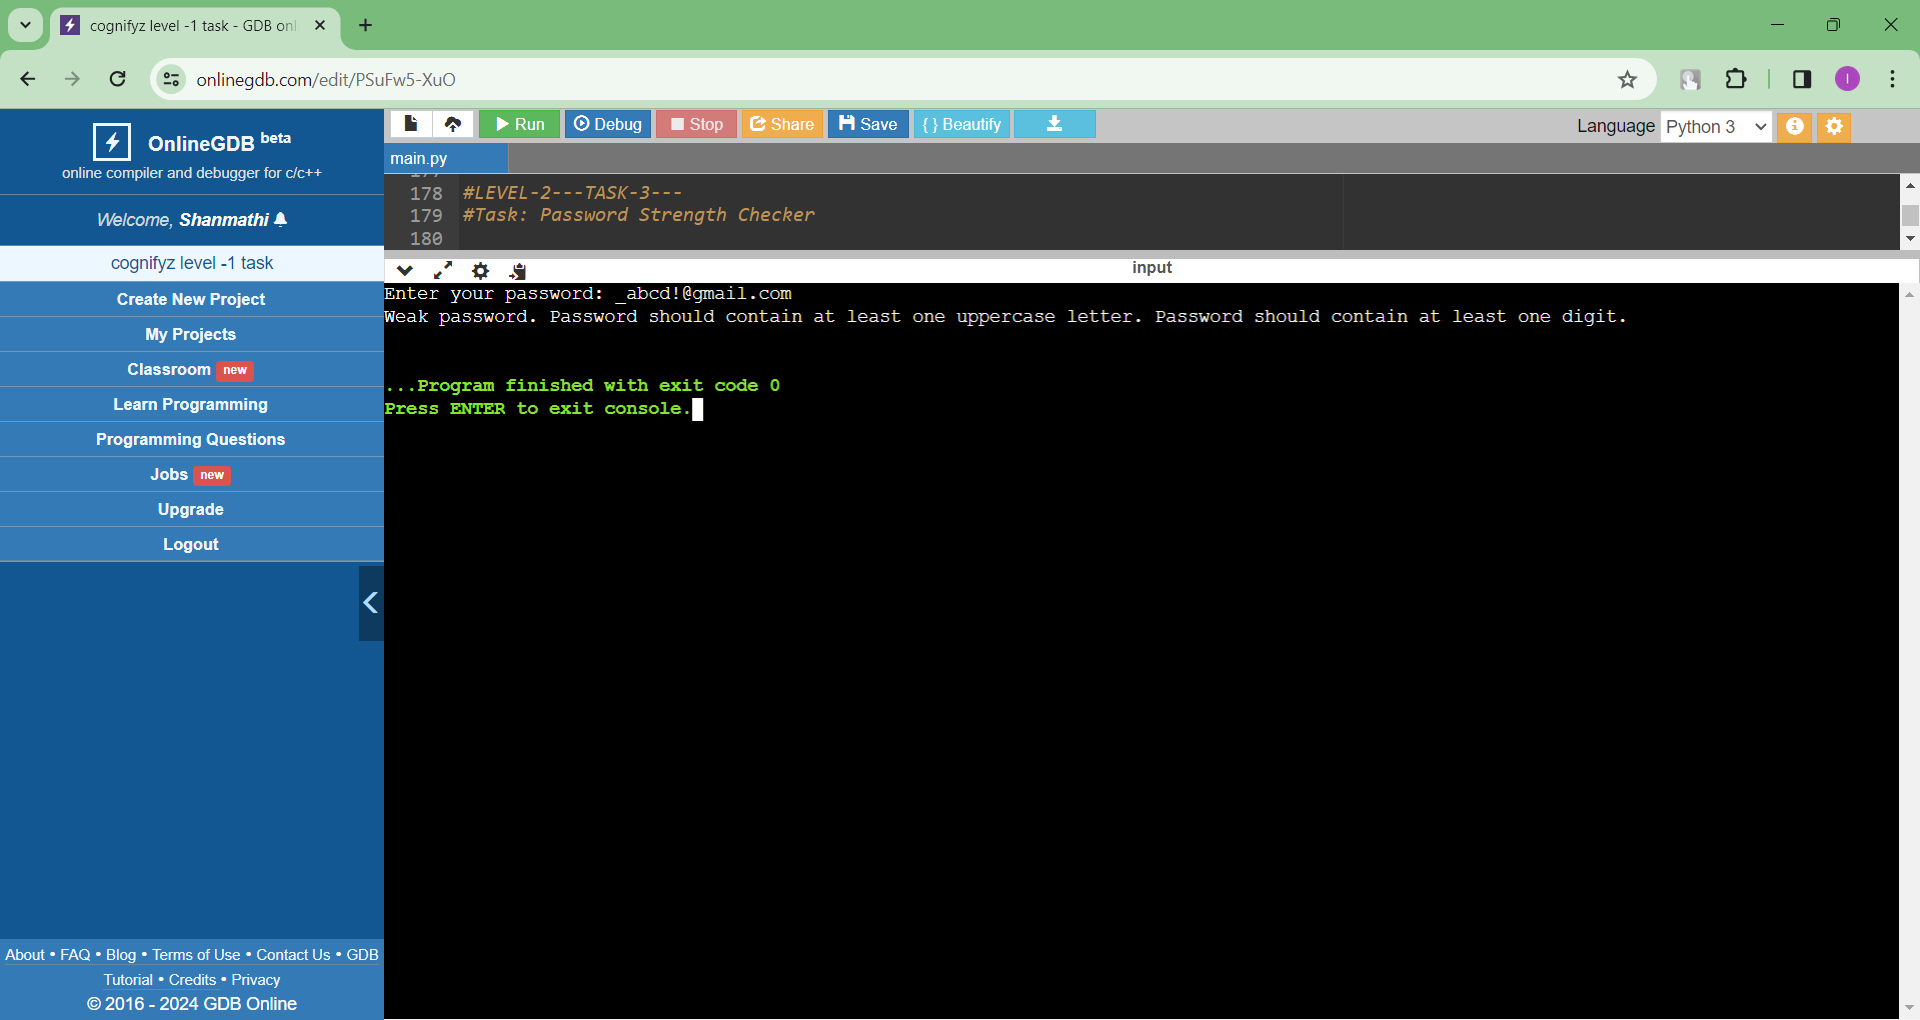 cognifyz level -1 task - GDB onl
onlinegdb.com/edit/PSuFw5-XuO
I
OnlineGDB beta
online compiler and debugger for c/c++
Welcome, Shanmathi
cognifyz level -1 task
Create New Project
My Projects
Classroom new
Learn Programming
Programming Questions
Jobs new
Upgrade
Logout
About • FAQ • Blog • Terms of Use • Contact Us • GDB
Tutorial • Credits • Privacy
© 2016 - 2024 GDB Online
Run Debug Stop Share Save { } Beautify
Language Python 3
main.py
177
178 #LEVEL-2---TASK-3---
179 #Task: Password Strength Checker
180
input
Enter your password: _abcd!@gmail.com
Weak password. Password should contain at least one uppercase letter. Password should contain at least one digit.
...Program finished with exit code 0
Press ENTER to exit console.